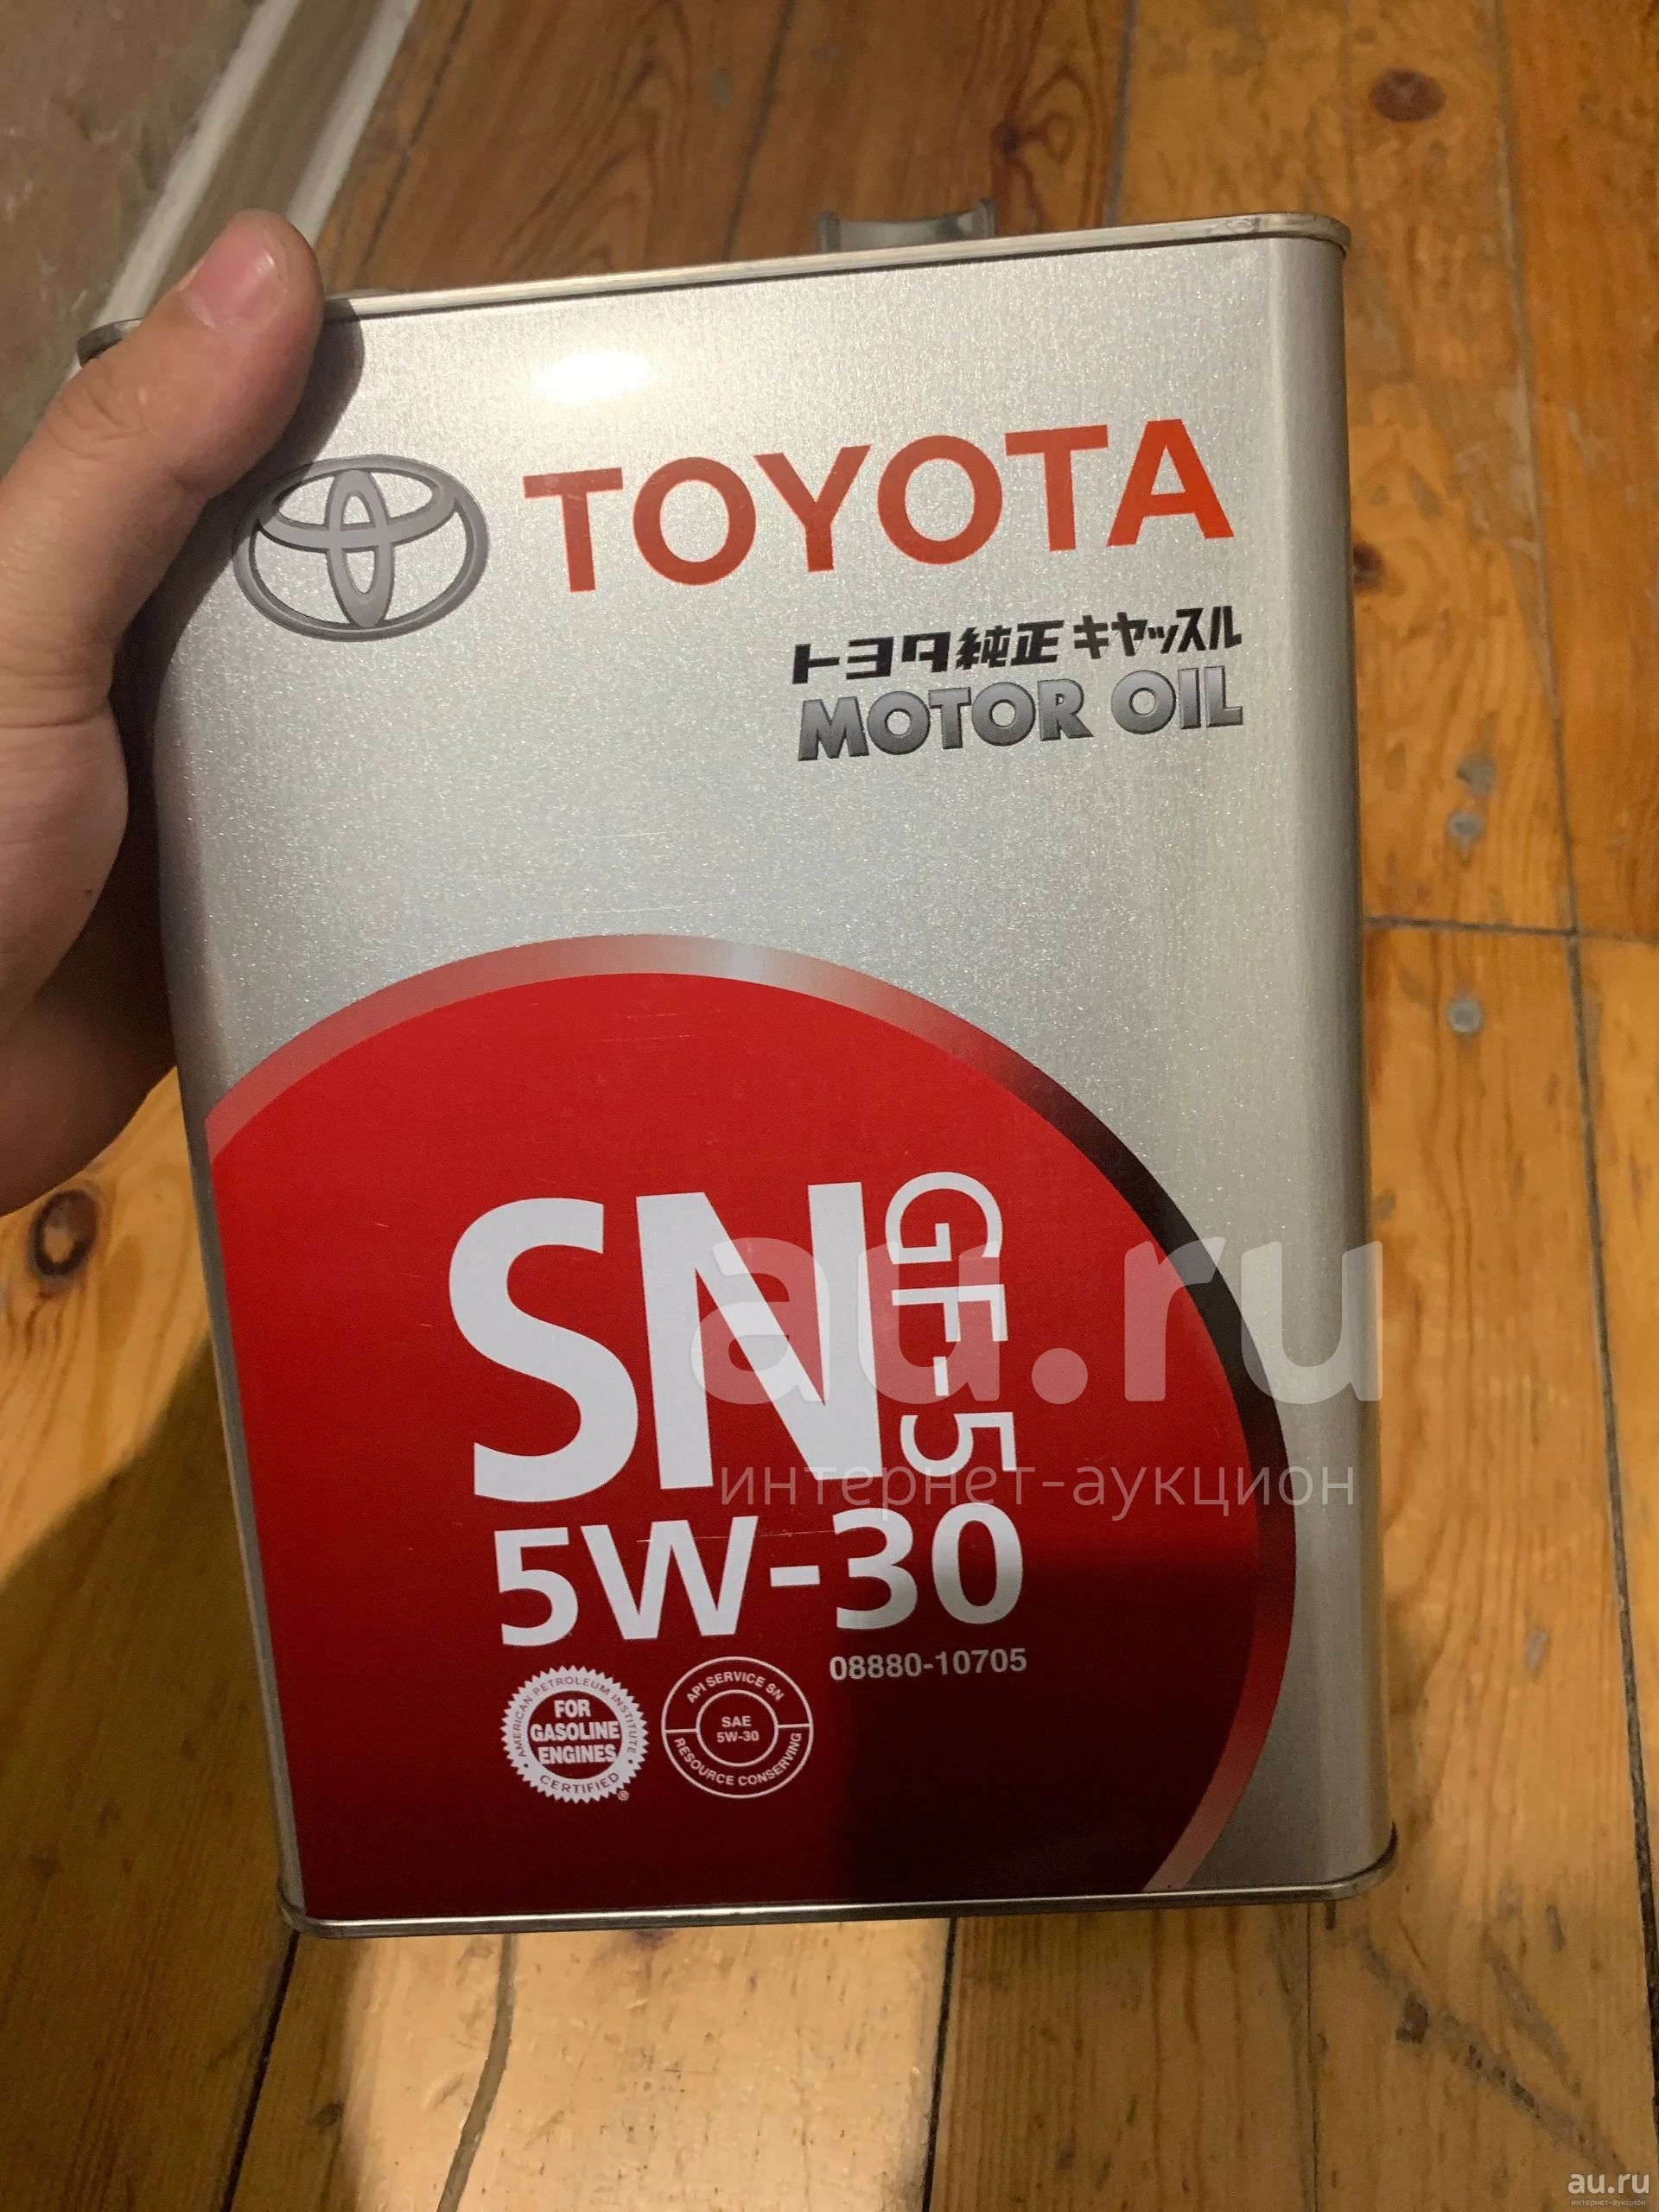 TOYOTA
トヨタ純正 キヤッスル
MOTOR OIL
SN GF-5
5W-30
08880-10705
AMERICAN PETROLEUM INSTITUTE
FOR
GASOLINE
ENGINES
CERTIFIED
®
API SERVICE SN
SAE
5W-30
RESOURCE CONSERVING
au.ru
интернет-аукцион
au.ru
интернет-аукцион